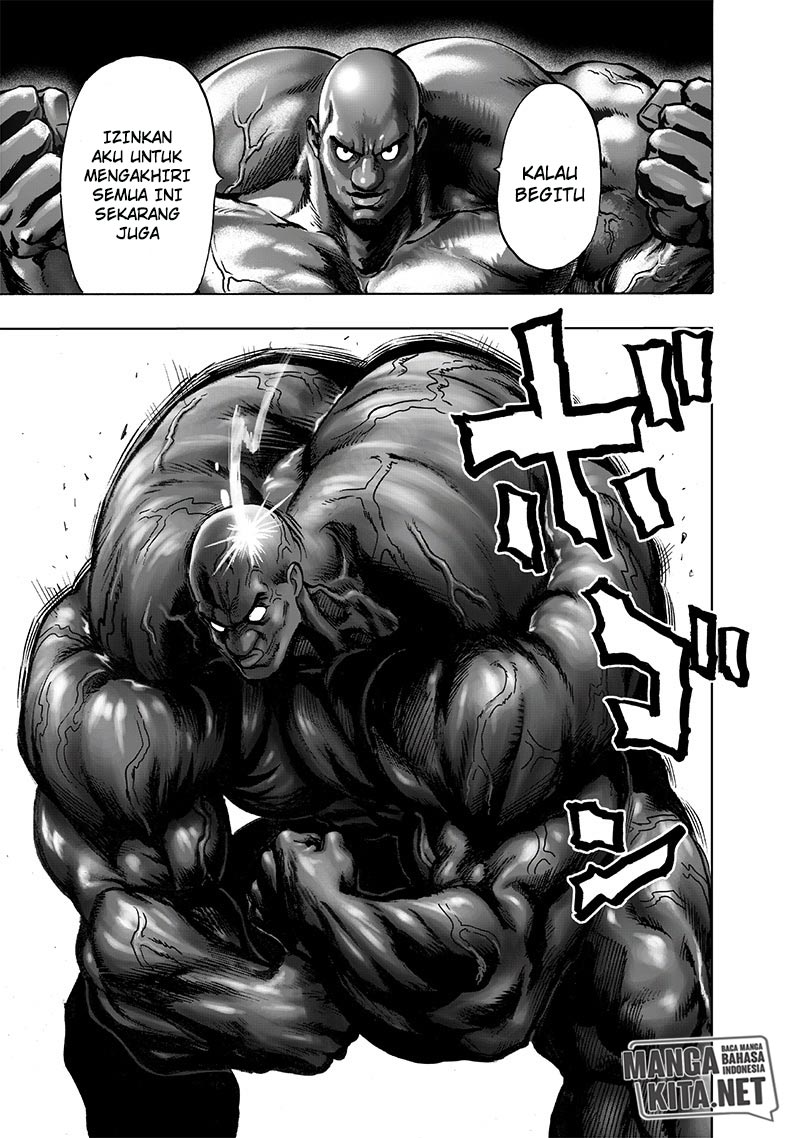 KALAU
BEGITU
IZINKAN
AKU UNTUK
MENGAKHIRI
SEMUA INI
SEKARANG
JUGA
ボゴン
MANGA
KITA.NET
BACA MANGA
BAHASA
INDONESIA